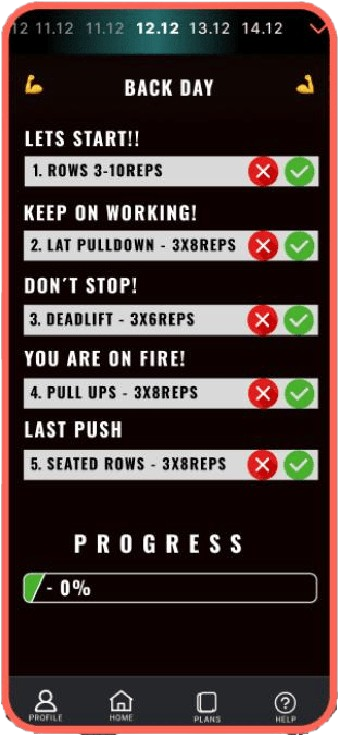 12 11.12 11.12 12.12 13.12 14.12
BACK DAY
LETS START!!
1. ROWS 3-10REPS
KEEP ON WORKING!
2. LAT PULLDOWN - 3X8REPS
DON´T STOP!
3. DEADLIFT - 3X6REPS
YOU ARE ON FIRE!
4. PULL UPS - 3X8REPS
LAST PUSH
5. SEATED ROWS - 3X8REPS
PROGRESS
- 0%
PROFILE HOME PLANS HELP